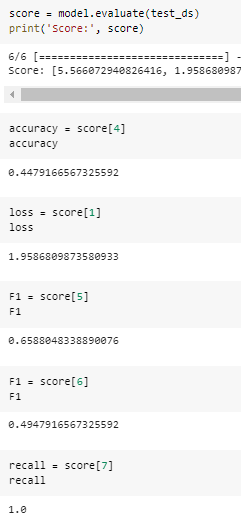 score = model.evaluate(test_ds)
print('Score:', score)
6/6 [==============================] -
Score: [5.566072940826416, 1.958680987
accuracy = score[4]
accuracy
0.4479166567325592
loss = score[1]
loss
1.9586809873580933
F1 = score[5]
F1
0.6588048338890076
F1 = score[6]
F1
0.4947916567325592
recall = score[7]
recall
1.0